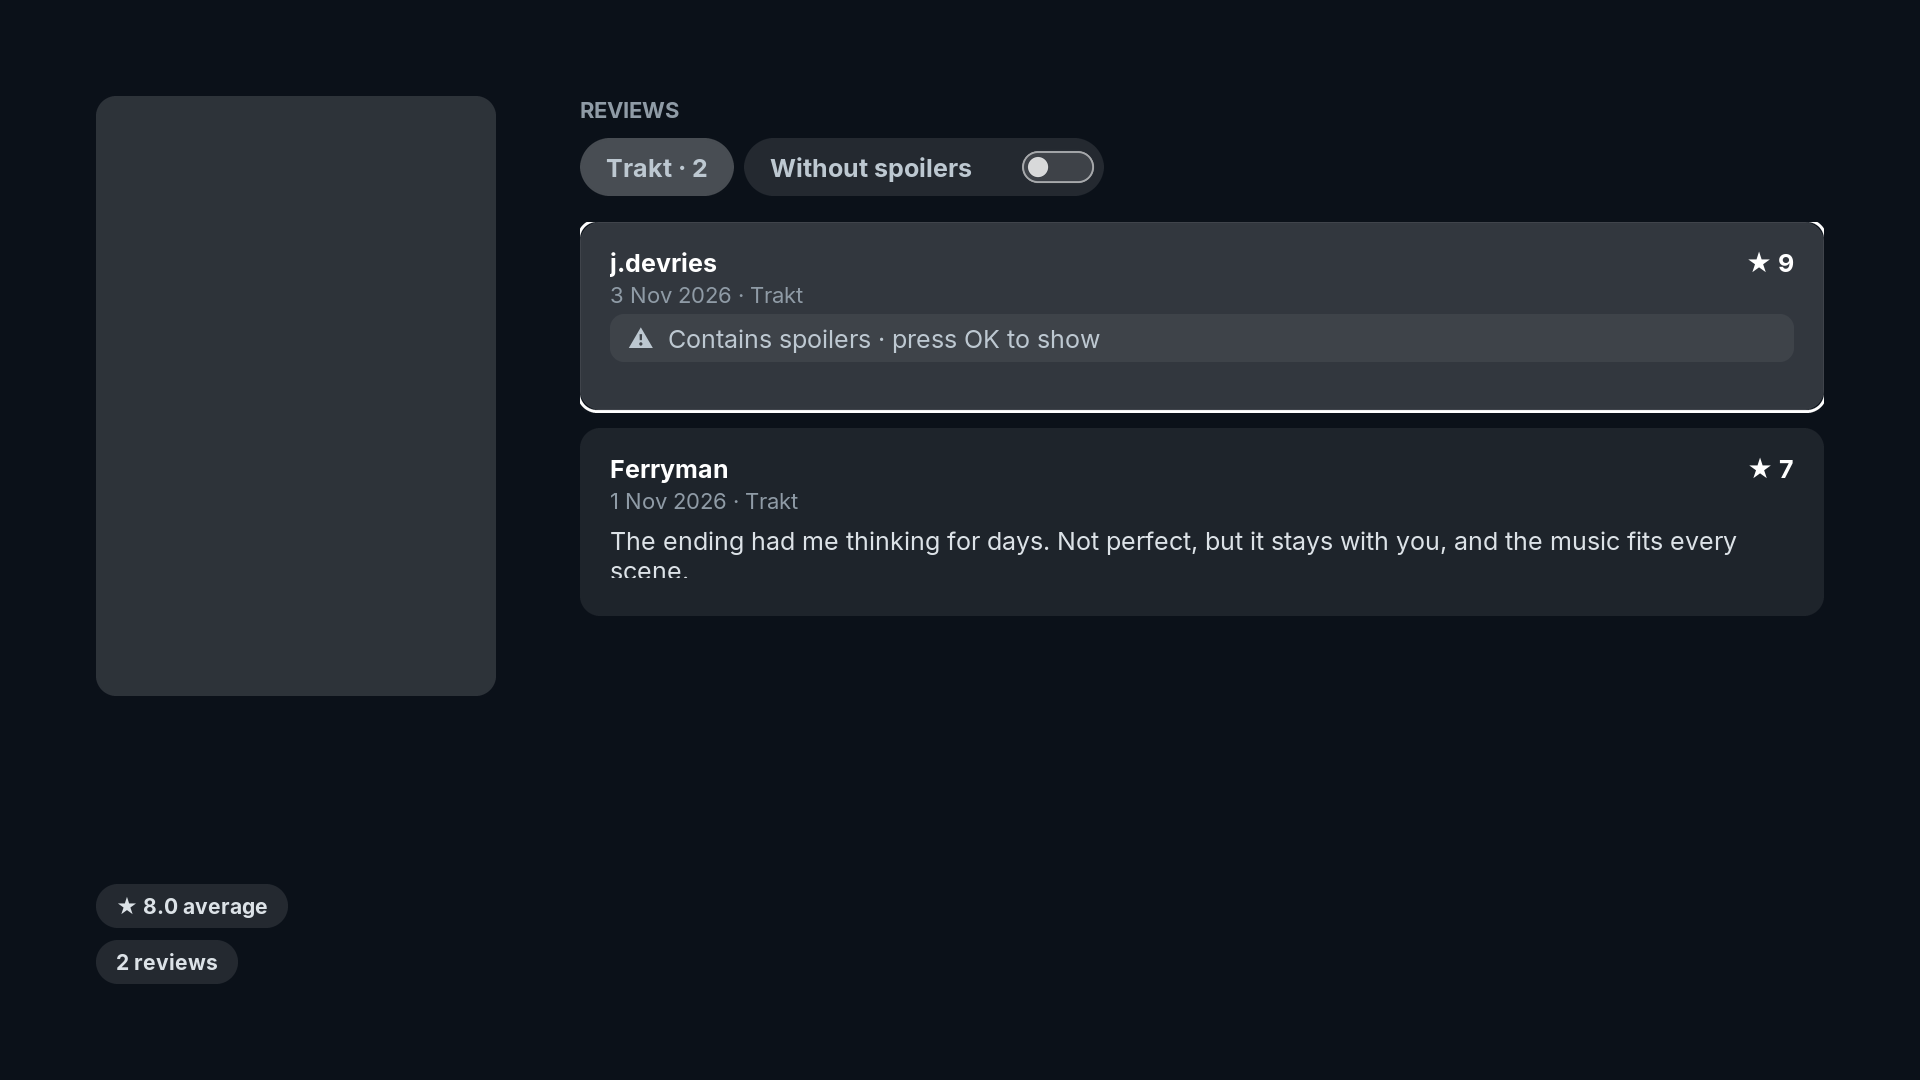 REVIEWS
Trakt · 2
Without spoilers
j.devries
★ 9
3 Nov 2026 · Trakt
Contains spoilers · press OK to show
Ferryman
★ 7
1 Nov 2026 · Trakt
The ending had me thinking for days. Not perfect, but it stays with you, and the music fits every
scene.
★ 8.0 average
2 reviews